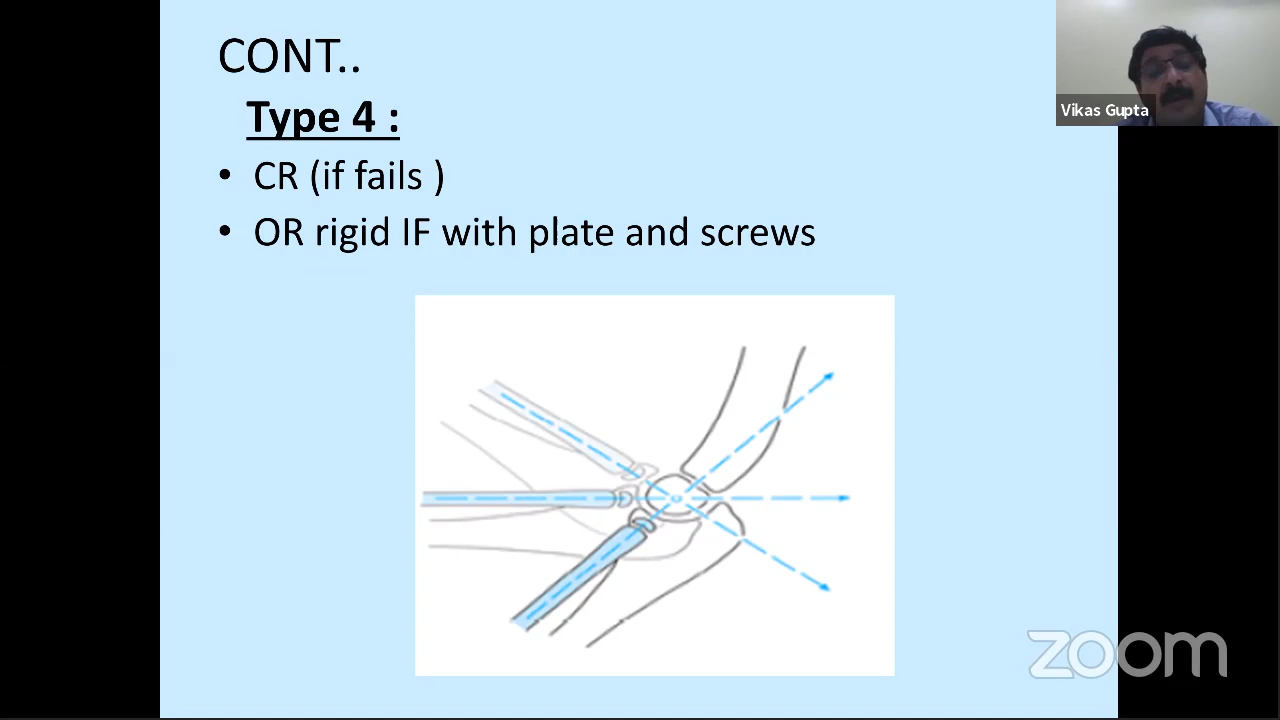 CONT..
Type 4 :
• CR (if fails )
• OR rigid IF with plate and screws
Vikas Gupta
zoom